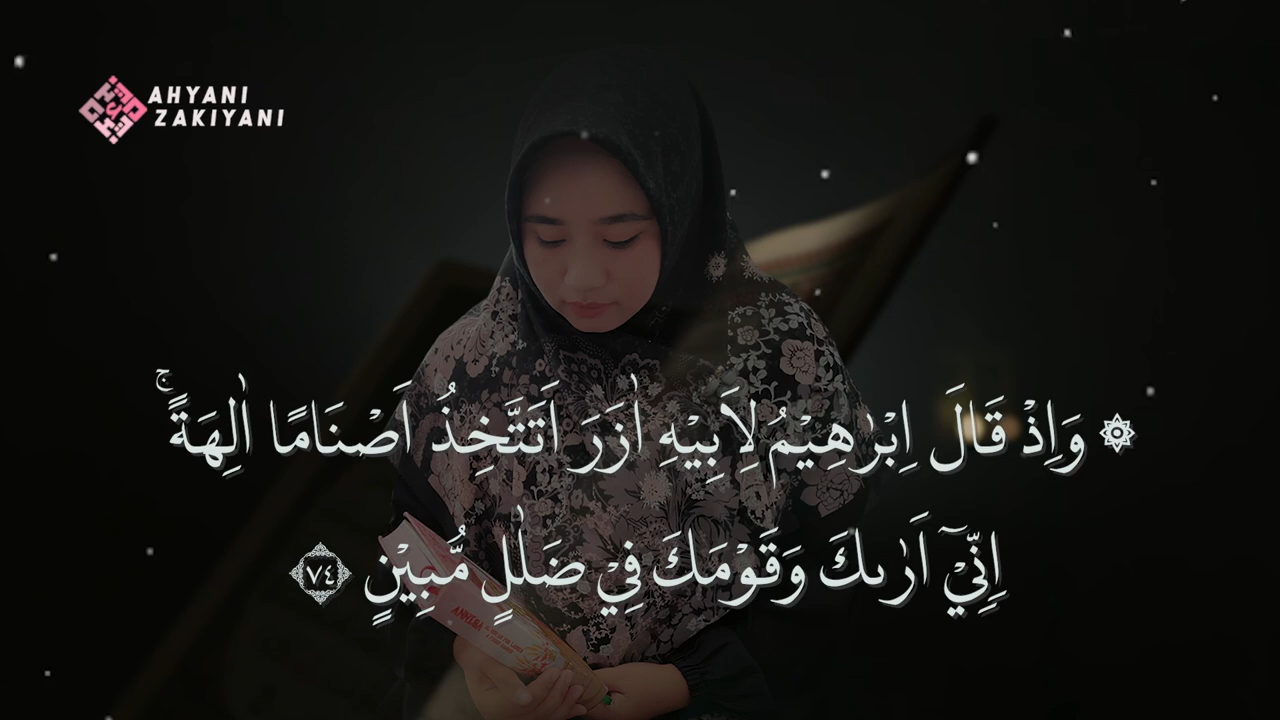 AHYANI
ZAKIYANI
۞ وَاِذْ قَالَ اِبْرٰهِيْمُ لِاَبِيْهِ اٰزَرَ اَتَتَّخِذُ اَصْنَامًا اٰلِهَةً ۚ
اِنِّيْٓ اَرٰىكَ وَقَوْمَكَ فِيْ ضَلٰلٍ مُّبِيْنٍ ٧٤